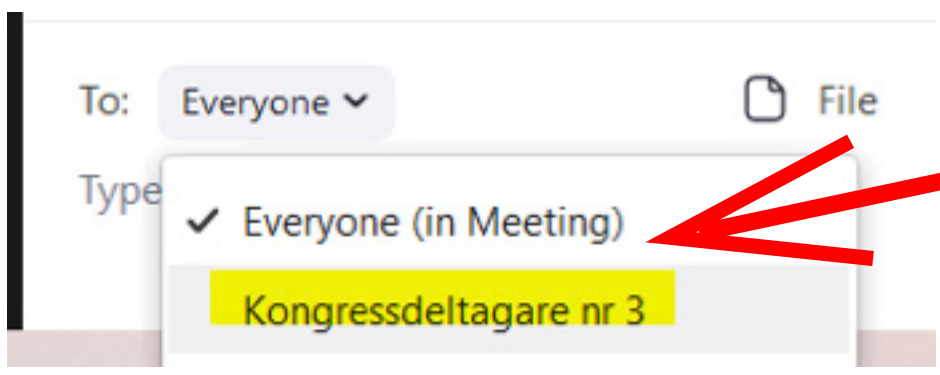 To: Everyone File
Type
Everyone (in Meeting)
Kongressdeltagare nr 3